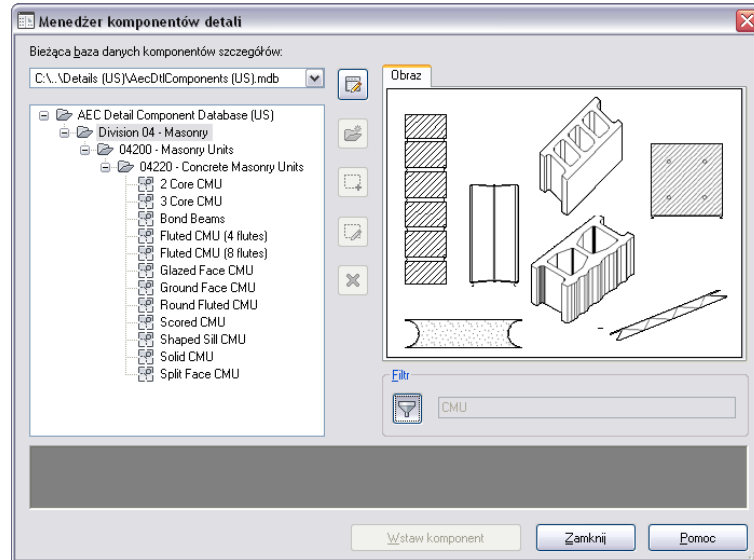 Menedżer komponentów detali
Bieżąca baza danych komponentów szczegółów:
C:\...\Details (US)\AecDtlComponents (US).mdb
AEC Detail Component Database (US)
Division 04 - Masonry
04200 - Masonry Units
04220 - Concrete Masonry Units
2 Core CMU
3 Core CMU
Bond Beams
Fluted CMU (4 flutes)
Fluted CMU (8 flutes)
Glazed Face CMU
Ground Face CMU
Round Fluted CMU
Scored CMU
Shaped Sill CMU
Solid CMU
Split Face CMU
Obraz
Filtr
CMU
Wstaw komponent
Zamknij
Pomoc